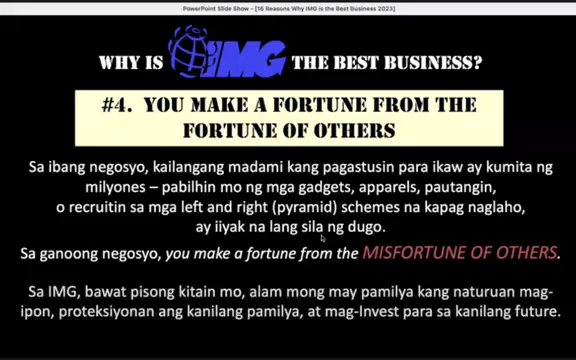 PowerPoint Slide Show - [16 Reasons Why IMG is the Best Business 2023]
WHY IS IMG THE BEST BUSINESS?
#4. YOU MAKE A FORTUNE FROM THE
FORTUNE OF OTHERS
Sa ibang negosyo, kailangang madami kang pagastusin para ikaw ay kumita ng
milyones – pabilhin mo ng mga gadgets, apparels, pautangin,
o recruitin sa mga left and right (pyramid) schemes na kapag naglaho,
ay iiyak na lang sila ng dugo.
Sa ganoong negosyo, you make a fortune from the MISFORTUNE OF OTHERS.
Sa IMG, bawat pisong kitain mo, alam mong may pamilya kang naturuan mag-
ipon, proteksiyonan ang kanilang pamilya, at mag-Invest para sa kanilang future.